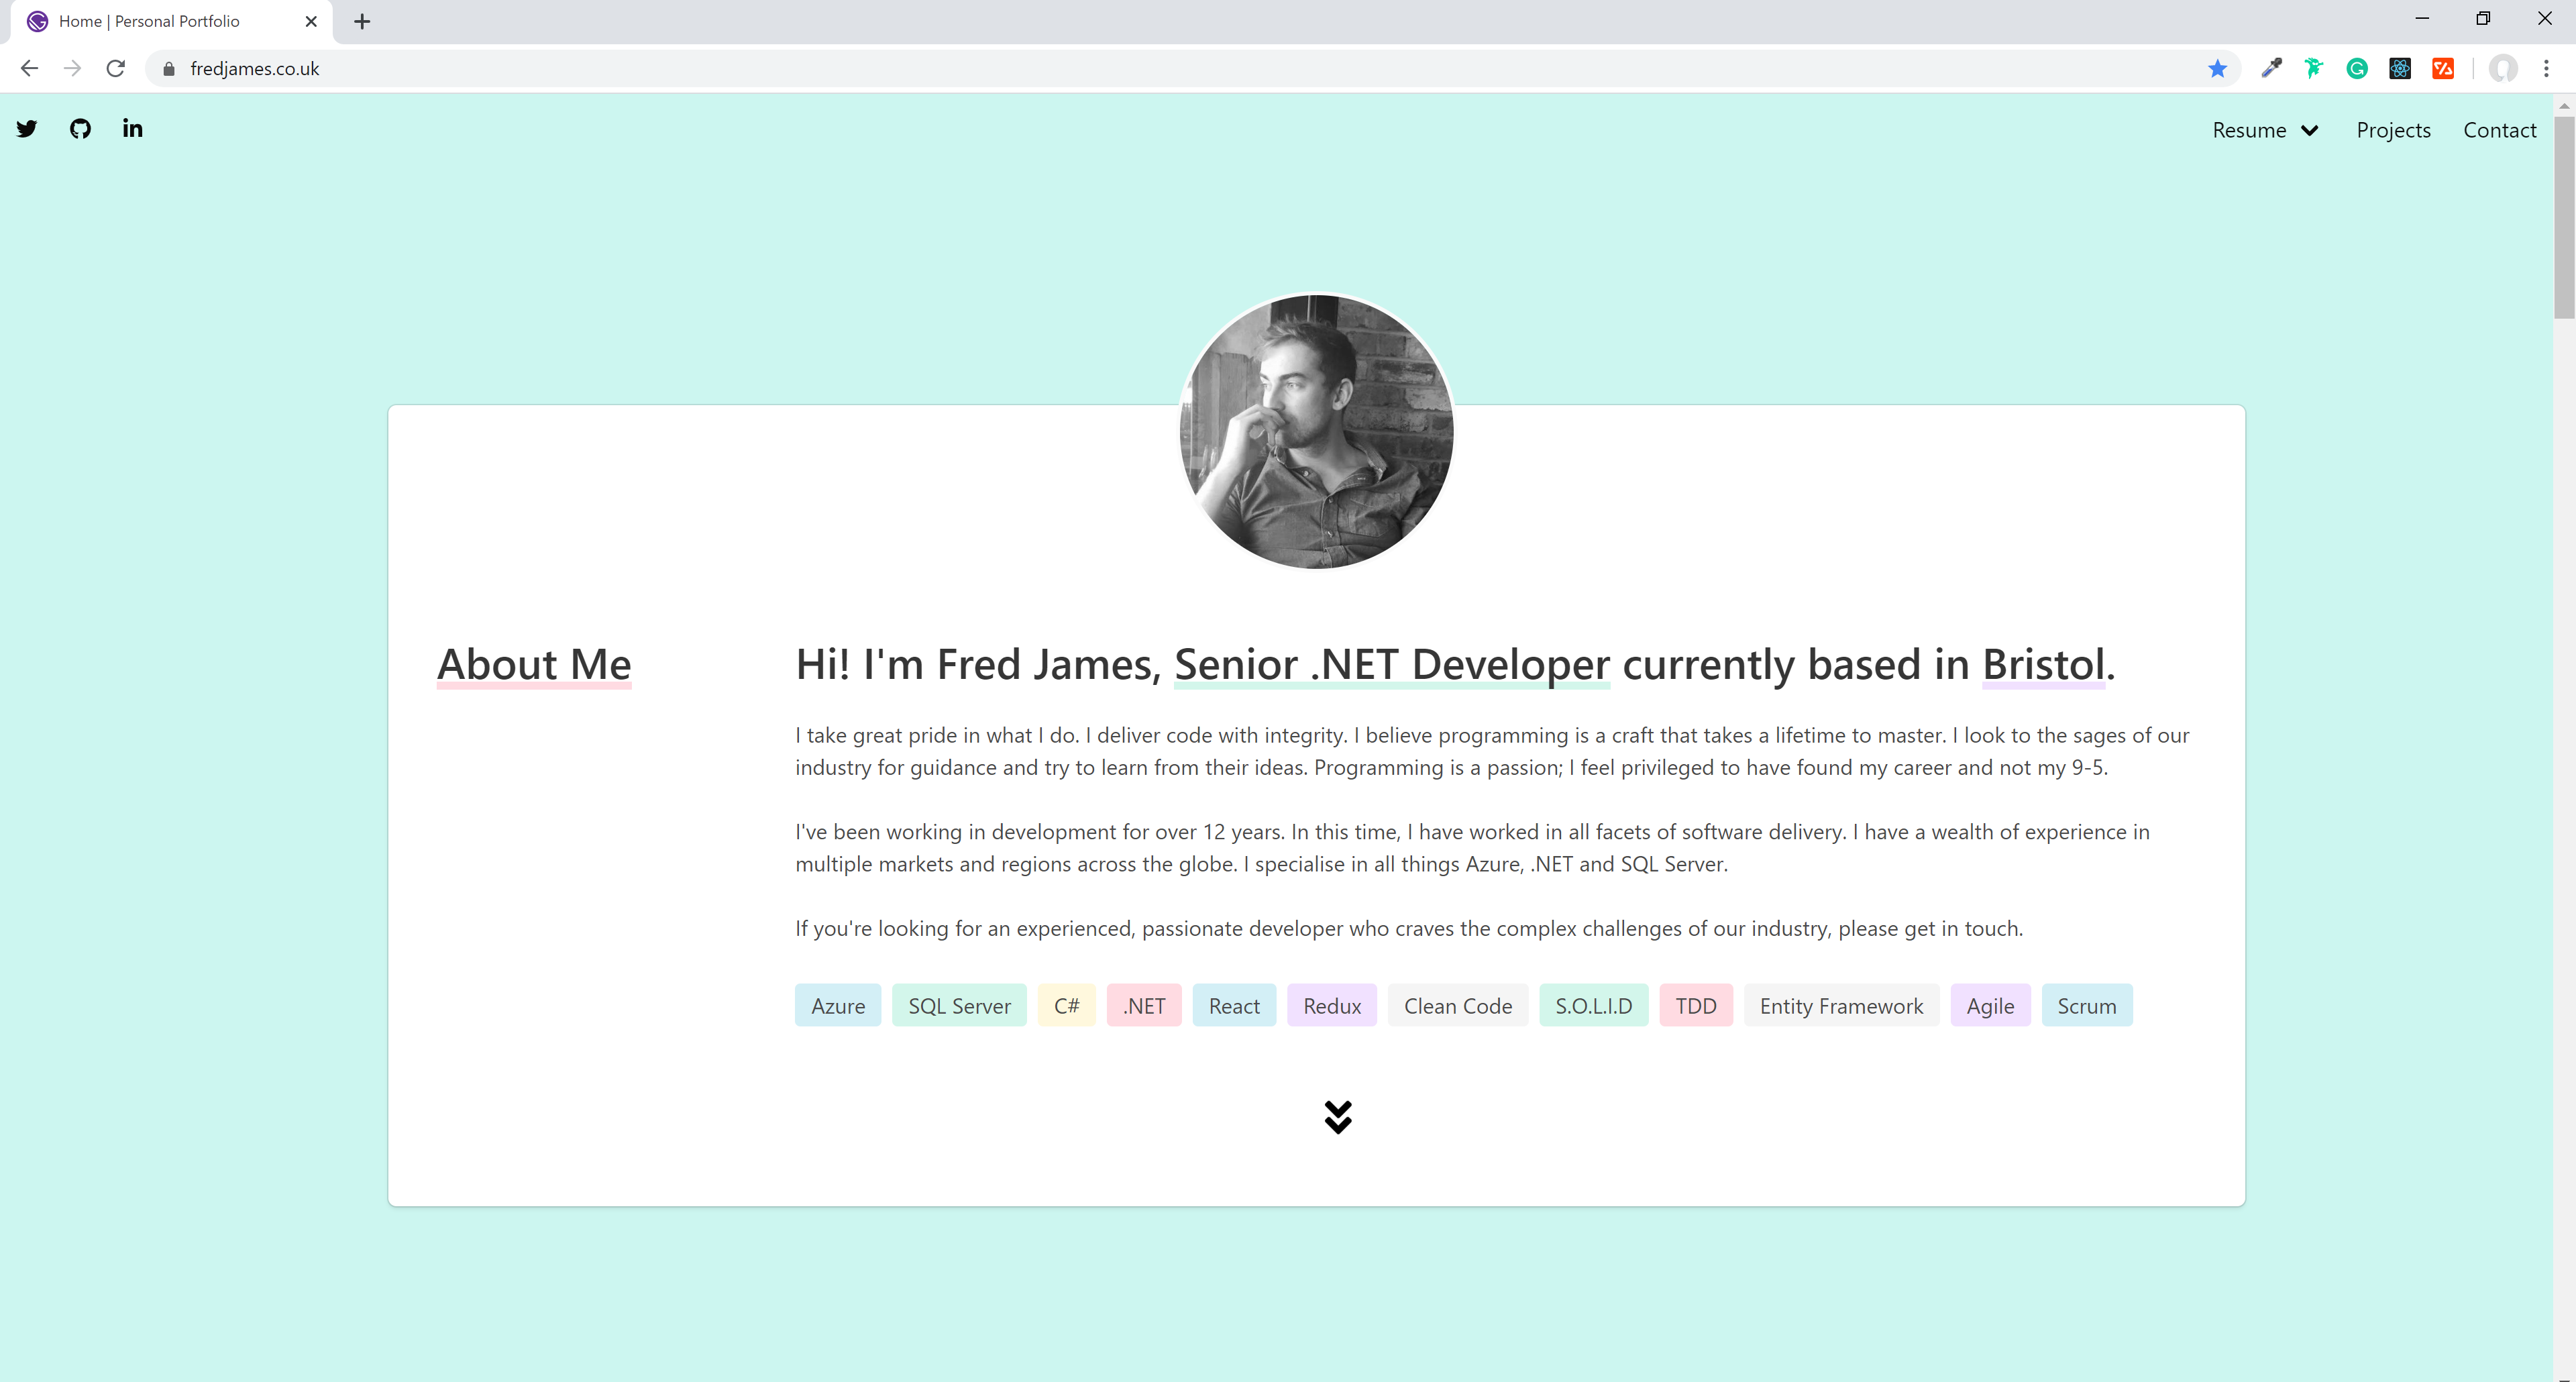 Home | Personal Portfolio
fredjames.co.uk
Resume Projects Contact
About Me
Hi! I'm Fred James, Senior .NET Developer currently based in Bristol.
I take great pride in what I do. I deliver code with integrity. I believe programming is a craft that takes a lifetime to master. I look to the sages of our
industry for guidance and try to learn from their ideas. Programming is a passion; I feel privileged to have found my career and not my 9-5.
I've been working in development for over 12 years. In this time, I have worked in all facets of software delivery. I have a wealth of experience in
multiple markets and regions across the globe. I specialise in all things Azure, .NET and SQL Server.
If you're looking for an experienced, passionate developer who craves the complex challenges of our industry, please get in touch.
Azure SQL Server C# .NET React Redux Clean Code S.O.L.I.D TDD Entity Framework Agile Scrum